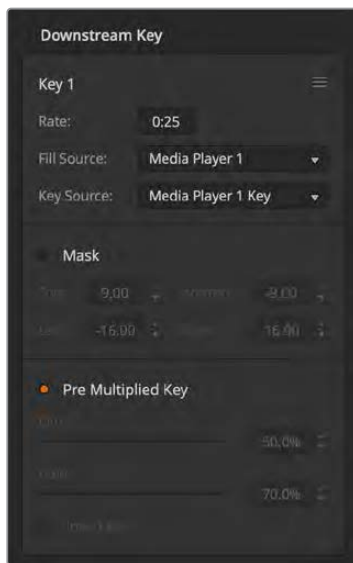 Downstream Key
Key 1
Rate: 0:25
Fill Source: Media Player 1
Key Source: Media Player 1 Key
Mask
9.00 -9.00
-16.00 16.00
Pre Multiplied Key
50.0%
70.0%